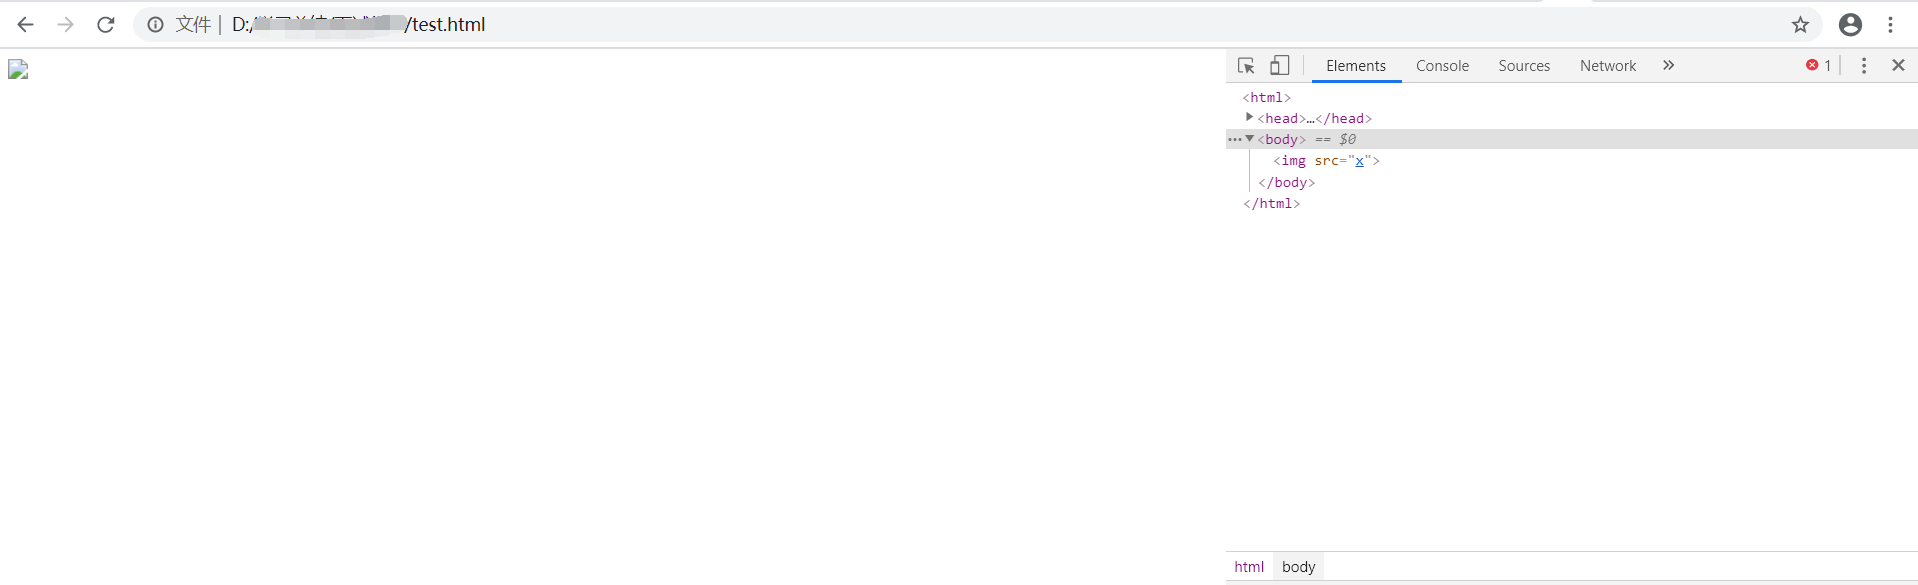 文件 | D:/ /test.html
Elements Console Sources Network » 1
<html>
<head>…</head>
<body> == $0
<img src="x">
</body>
</html>
html body